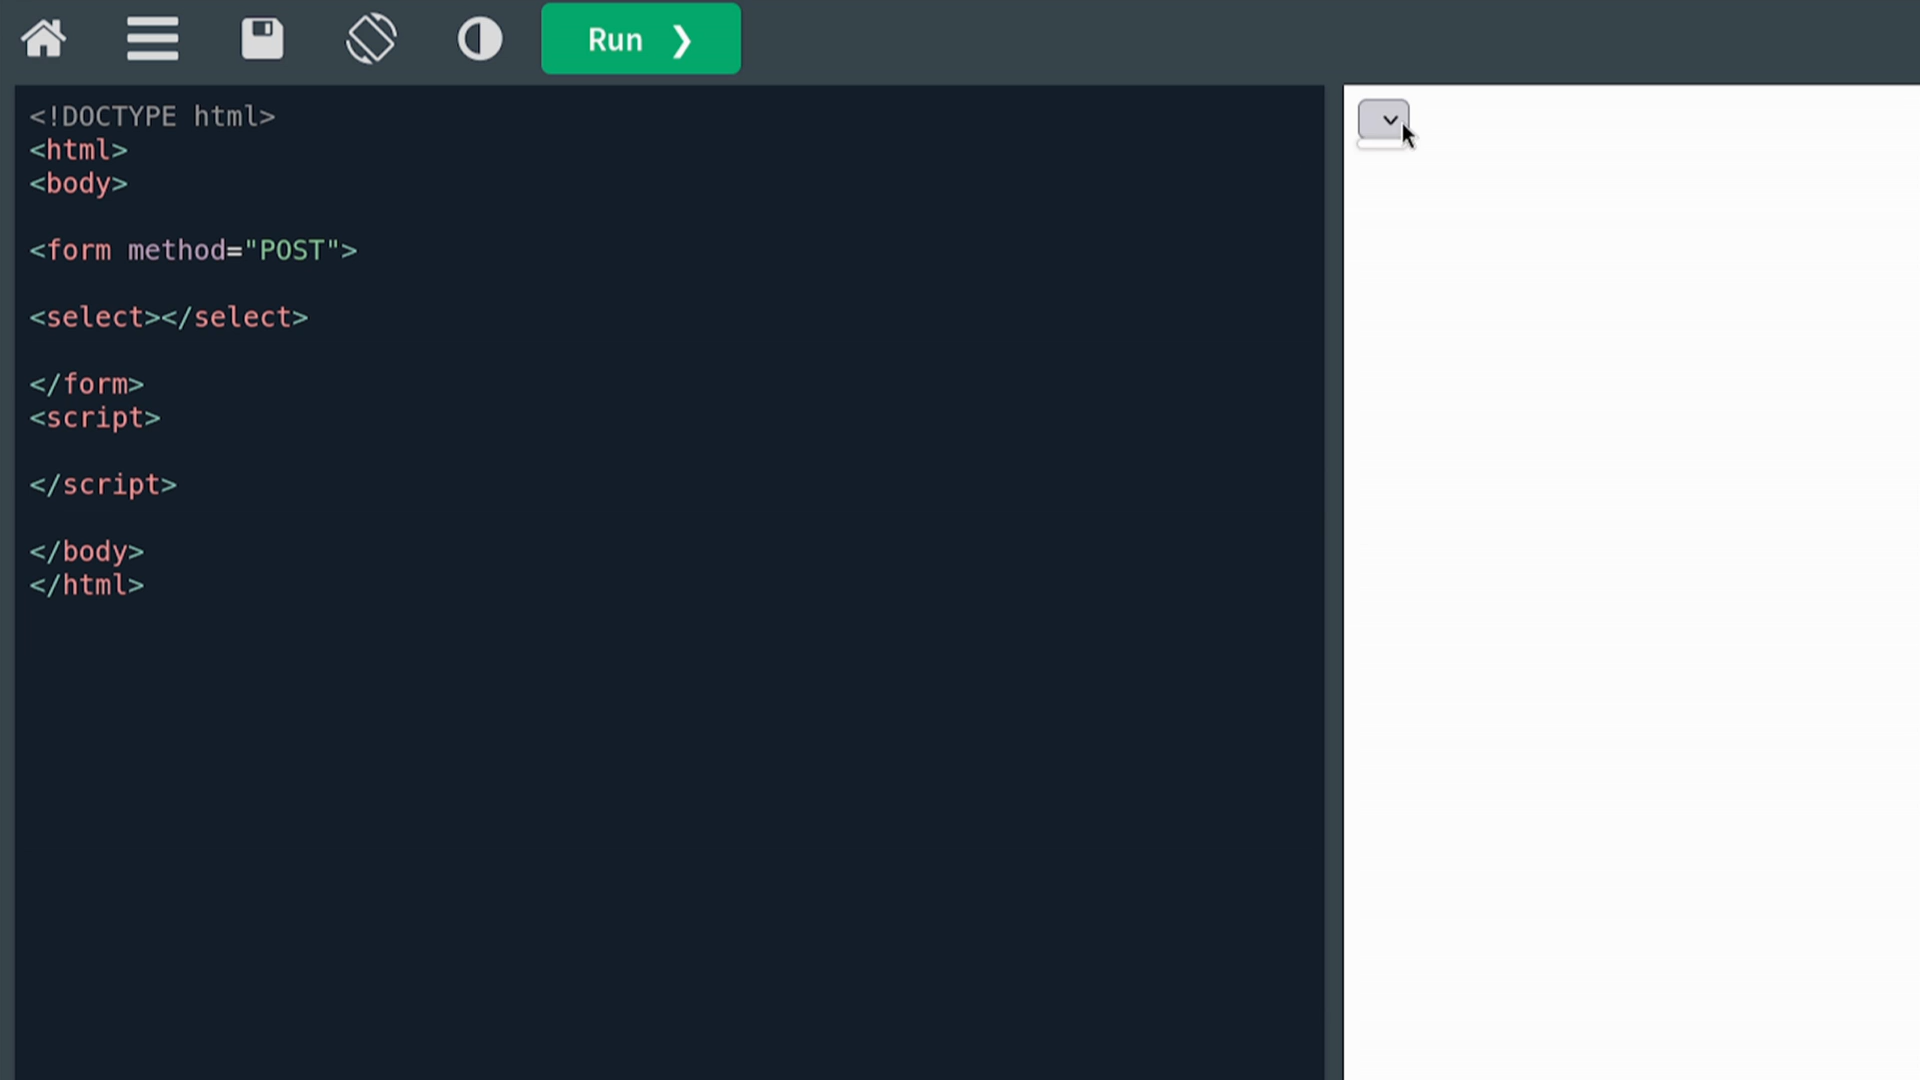 Run ❯
<!DOCTYPE html>
<html>
<body>
<form method="POST">
<select></select>
</form>
<script>
</script>
</body>
</html>